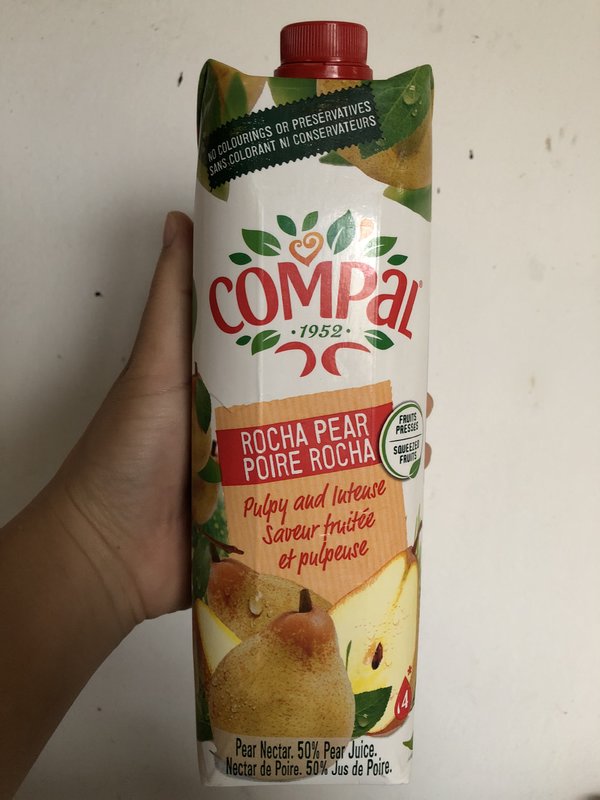 NO COLOURINGS OR PRESERVATIVES
SANS COLORANT NI CONSERVATEURS
COMPAL®
·1952·
ROCHA PEAR
POIRE ROCHA
FRUITS
PRESSÉS
SQUEEZED
FRUITS
Pulpy and Intense
Saveur fruitée
et pulpeuse
4*
Pear Nectar. 50% Pear Juice.
Nectar de Poire. 50% Jus de Poire.